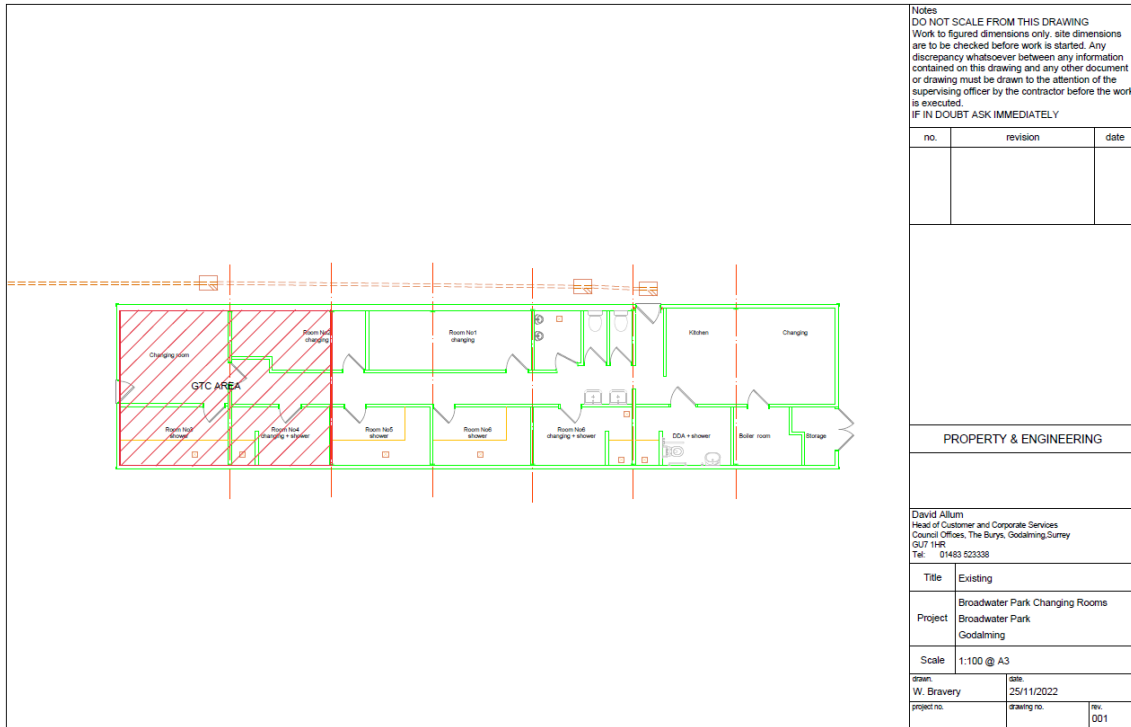 Notes
DO NOT SCALE FROM THIS DRAWING
Work to figured dimensions only. site dimensions
are to be checked before work is started. Any
discrepancy whatsoever between any information
contained on this drawing and any other document
or drawing must be drawn to the attention of the
supervising officer by the contractor before the work
is executed.
IF IN DOUBT ASK IMMEDIATELY
no. revision date
Room No2
changing
Room No1
changing
Kitchen
Changing
Changing room
GTC AREA
Room No3
shower
Room No4
changing + shower
Room No5
shower
Room No6
shower
Room No6
changing + shower
DDA + shower
Boiler room
Storage
PROPERTY & ENGINEERING
David Allum
Head of Customer and Corporate Services
Council Offices, The Burys, Godalming,Surrey
GU7 1HR
Tel: 01483 523338
Title Existing
Project Broadwater Park Changing Rooms
Broadwater Park
Godalming
Scale 1:100 @ A3
drawn. date.
W. Bravery 25/11/2022
project no. drawing no. rev.
001